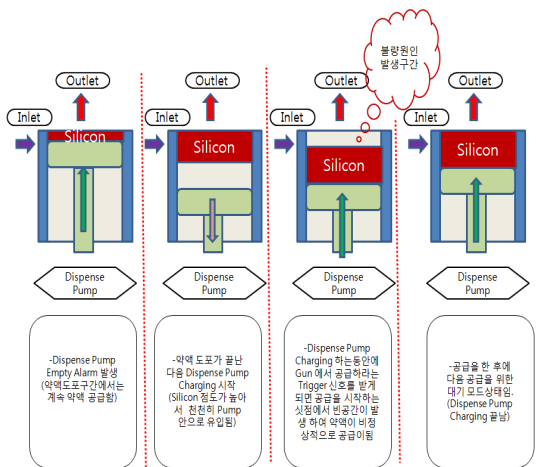 불량원인
발생구간
Outlet
Outlet
Outlet
Outlet
Inlet
Inlet
Inlet
Inlet
Silicon
Silicon
Silicon
Silicon
Dispense
Pump
Dispense
Pump
Dispense
Pump
Dispense
Pump
-Dispense Pump
Empty Alarm 발생
(약액도포구간에서는
계속 약액 공급함)
-약액 도포가 끝난
다음 Dispense Pump
Charging 시작
(Silicon 점도가 높아
서 천천히 Pump
안으로 유입됨)
-Dispense Pump
Charging 하는동안에
Gun 에서 공급하라는
Trigger 신호를 받게
되면 공급을 시작하는
싯점에서 빈공간이 발
생 하여 약액이 비정
상적으로 공급이됨
-공급을 한 후에
다음 공급을 위한
대기 모드상태임.
(Dispense Pump
Charging 끝남)